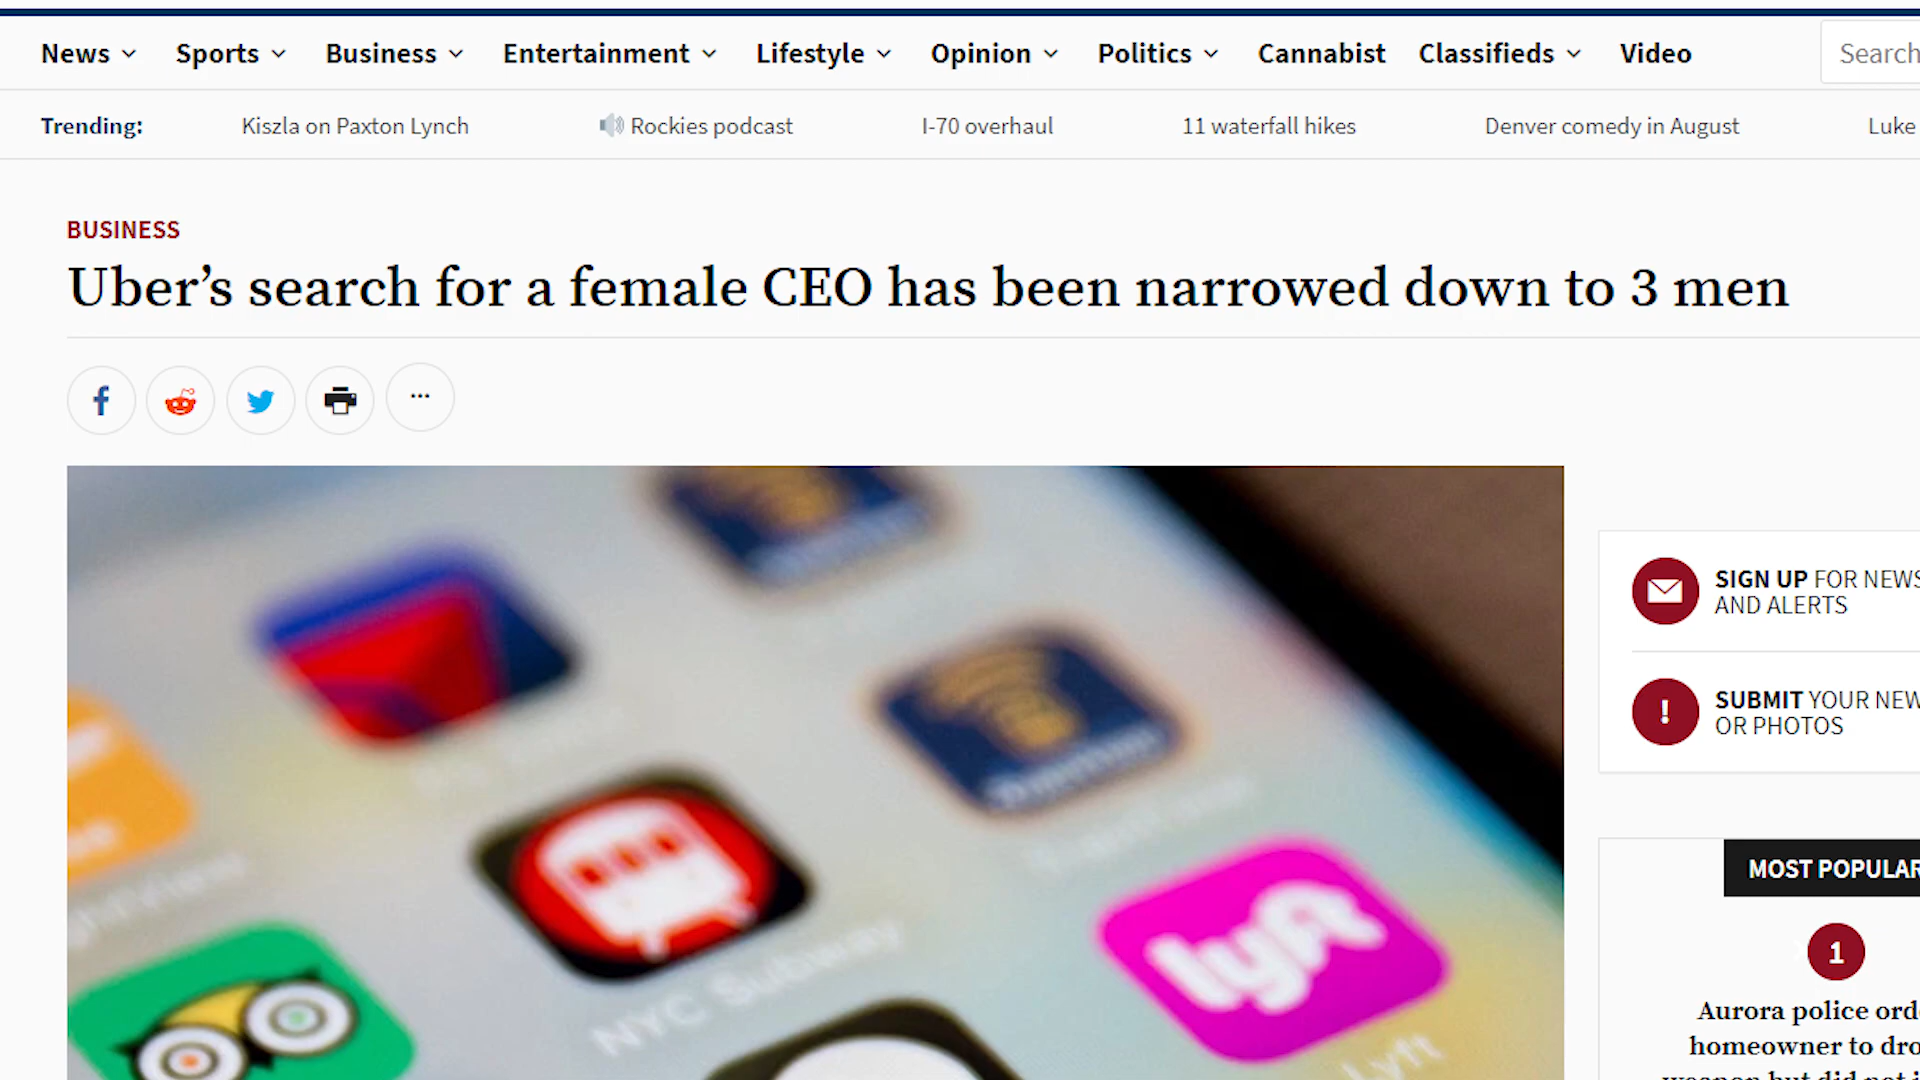 News Sports Business Entertainment Lifestyle Opinion Politics Cannabist Classifieds Video Search
Trending: Kiszla on Paxton Lynch Rockies podcast I-70 overhaul 11 waterfall hikes Denver comedy in August Luke
BUSINESS
Uber’s search for a female CEO has been narrowed down to 3 men
...
SIGN UP FOR NEWS
AND ALERTS
SUBMIT YOUR NEW
OR PHOTOS
!
NYC Subway
lyft
Lyft
MOST POPULAR
1
Aurora police ord
homeowner to dro